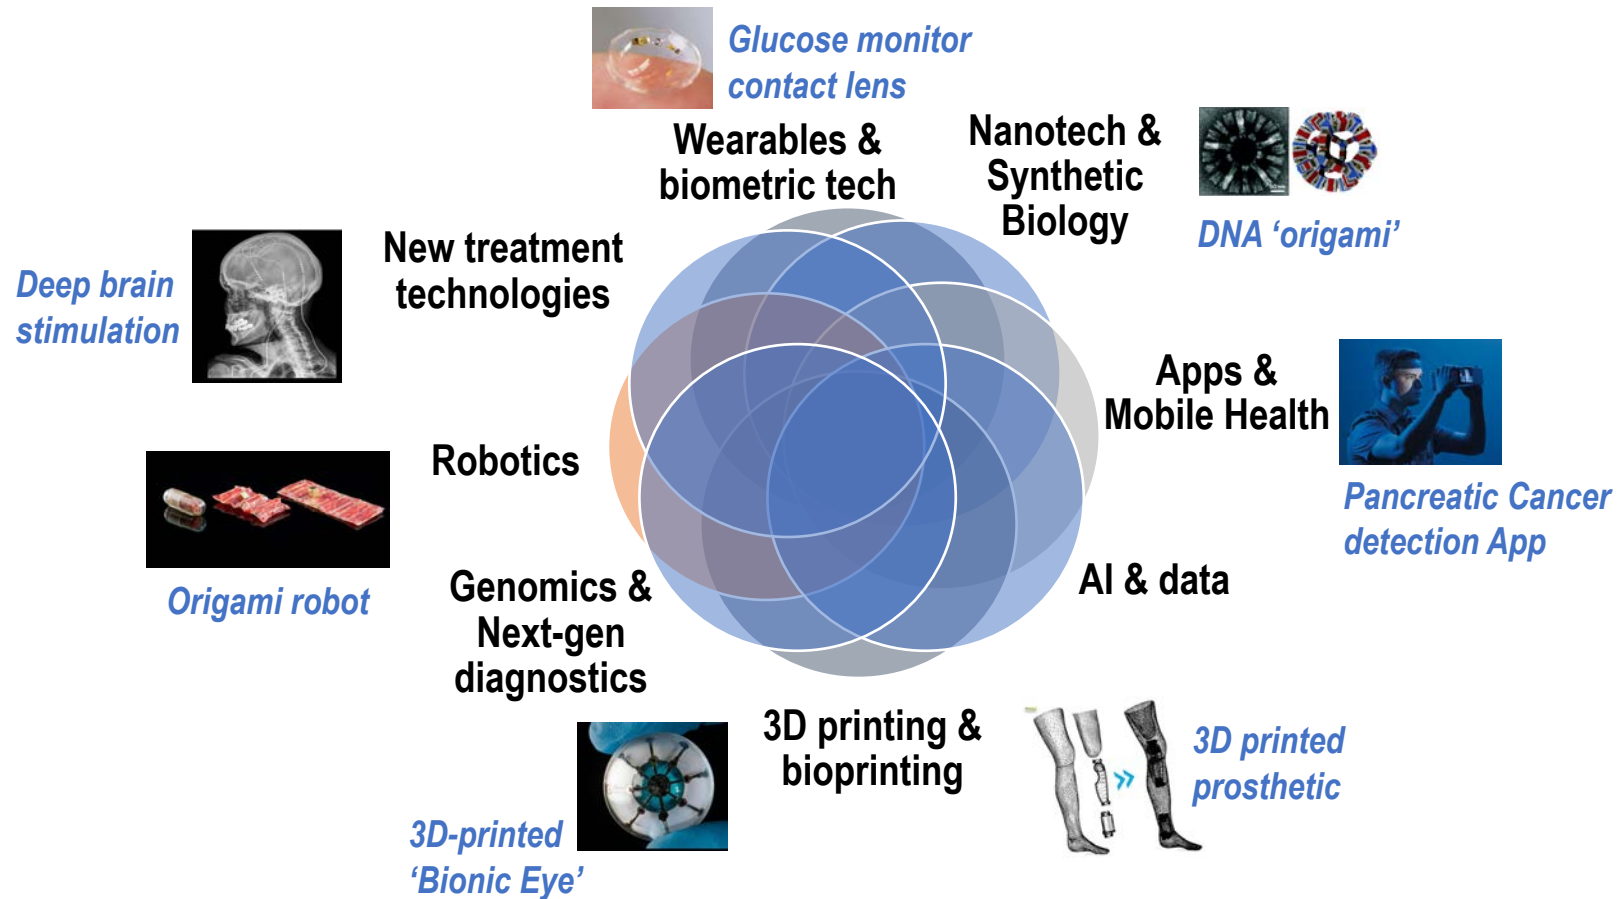 Glucose monitor
contact lens
Wearables &
biometric tech
Nanotech &
Synthetic
Biology
DNA ‘origami’
New treatment
technologies
Deep brain
stimulation
Apps &
Mobile Health
Pancreatic Cancer
detection App
Robotics
Origami robot
AI & data
Genomics &
Next-gen
diagnostics
3D printing &
bioprinting
3D printed
prosthetic
3D-printed
‘Bionic Eye’